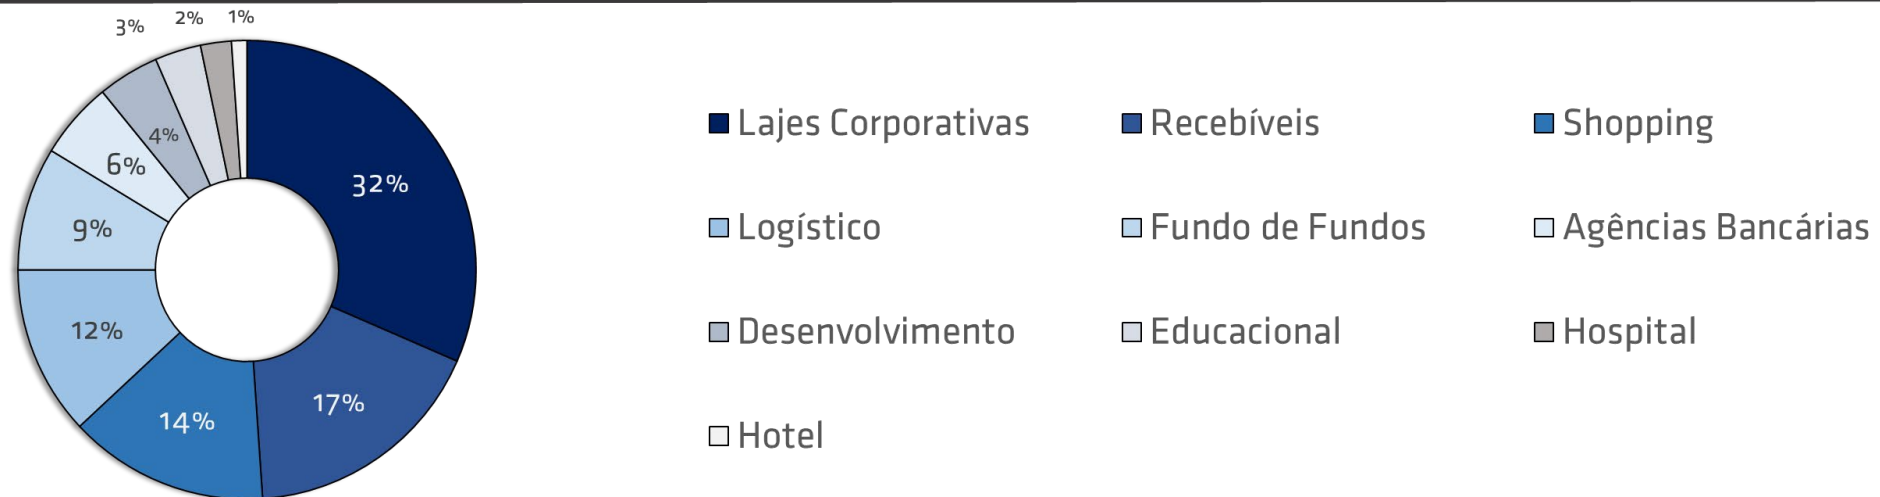 3% 2% 1%
4%
6%
32%
9%
12%
17%
14%
Lajes Corporativas Recebíveis Shopping
Logístico Fundo de Fundos Agências Bancárias
Desenvolvimento Educacional Hospital
Hotel